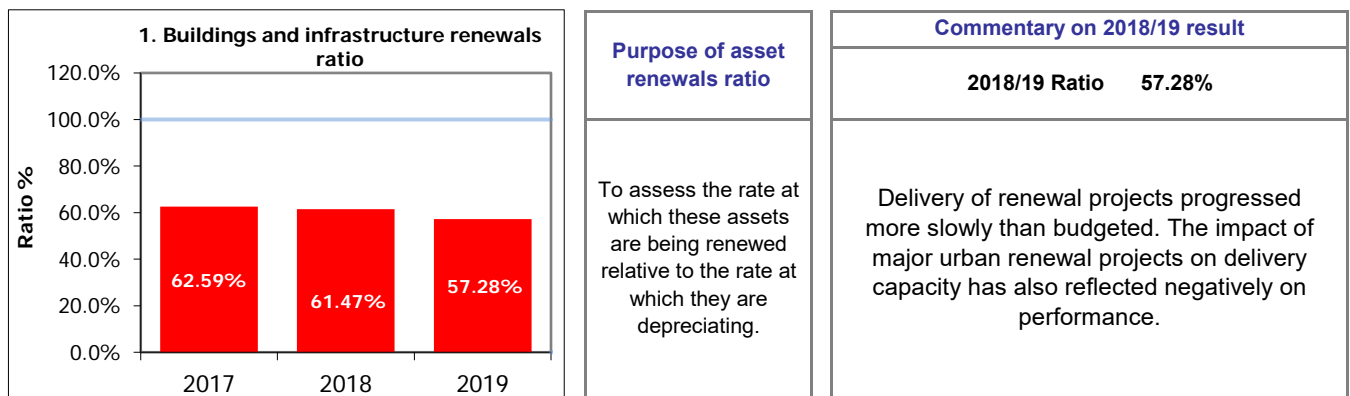 1. Buildings and infrastructure renewals
ratio
120.0%
100.0%
80.0%
60.0%
40.0%
20.0%
0.0%
Ratio %
62.59%
61.47%
57.28%
2017
2018
2019
Purpose of asset
renewals ratio
To assess the rate at
which these assets
are being renewed
relative to the rate at
which they are
depreciating.
Commentary on 2018/19 result
2018/19 Ratio 57.28%
Delivery of renewal projects progressed
more slowly than budgeted. The impact of
major urban renewal projects on delivery
capacity has also reflected negatively on
performance.